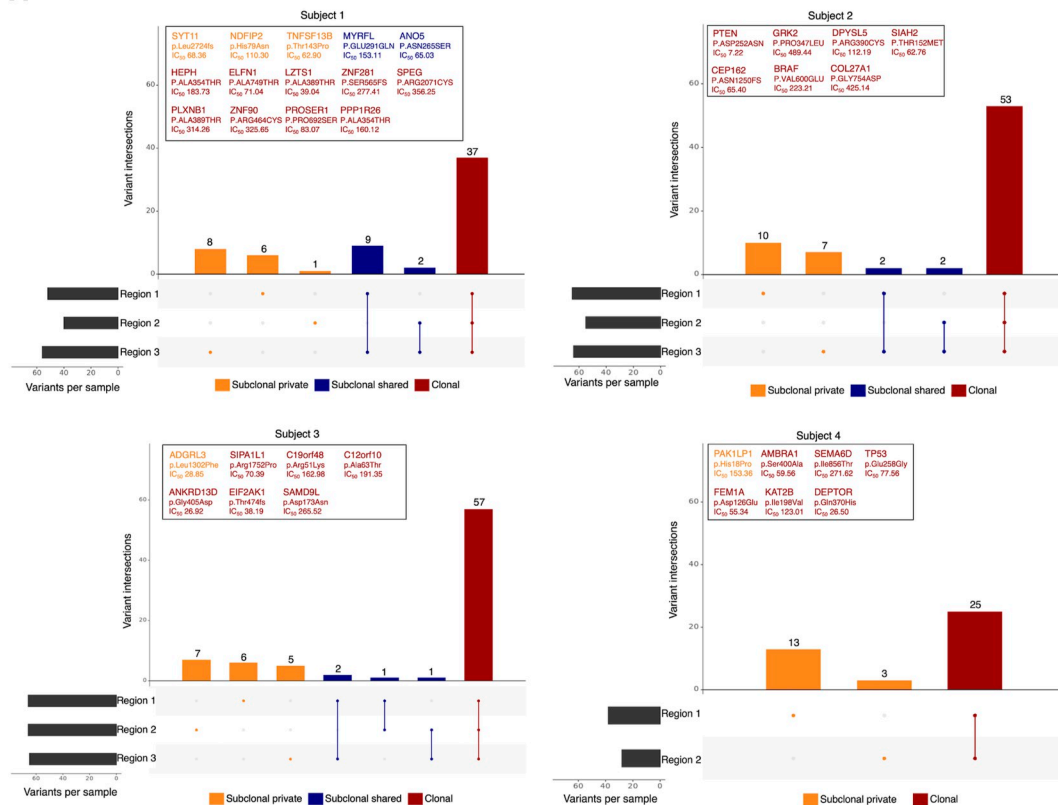 Subject 1
SYT11 NDFIP2 TNFSF13B MYRFL ANO5
p.Leu2724fs p.His79Asn p.Thr143Pro P.GLU291GLN P.ASN265SER
IC50 68.36 IC50 110.30 IC50 62.90 IC50 153.11 IC50 65.03
HEPH ELFN1 LZTS1 ZNF281 SPEG
P.ALA354THR P.ALA749THR P.ALA389THR P.SER565FS P.ARG2071CYS
IC50 183.73 IC50 71.04 IC50 39.04 IC50 277.41 IC50 356.25
PLXNB1 ZNF90 PROSER1 PPP1R26
P.ALA389THR P.ARG464CYS P.PRO692SER P.ALA354THR
IC50 314.26 IC50 325.65 IC50 83.07 IC50 160.12
Variant intersections
60
40
20
0
8 6 1 9 2 37
Region 1
Region 2
Region 3
60 40 20 0
Variants per sample
Subclonal private Subclonal shared Clonal
Subject 2
PTEN GRK2 DPYSL5 SIAH2
P.ASP252ASN P.PRO347LEU P.ARG390CYS P.THR152MET
IC50 7.22 IC50 489.44 IC50 112.19 IC50 62.76
CEP162 BRAF COL27A1
P.ASN1250FS P.VAL600GLU P.GLY754ASP
IC50 65.40 IC50 223.21 IC50 425.14
Variant intersections
60
40
20
0
10 7 2 2 53
Region 1
Region 2
Region 3
60 40 20 0
Variants per sample
Subclonal private Subclonal shared Clonal
Subject 3
ADGRL3 SIPA1L1 C19orf48 C12orf10
p.Leu1302Phe p.Arg1752Pro p.Arg51Lys p.Ala63Thr
IC50 28.85 IC50 70.39 IC50 162.98 IC50 191.35
ANKRD13D EIF2AK1 SAMD9L
p.Gly405Asp p.Thr474fs p.Asp173Asn
IC50 26.92 IC50 38.19 IC50 265.52
Variant intersections
60
40
20
0
7 6 5 2 1 1 57
Region 1
Region 2
Region 3
60 40 20 0
Variants per sample
Subclonal private Subclonal shared Clonal
Subject 4
PAK1LP1 AMBRA1 SEMA6D TP53
p.His18Pro p.Ser400Ala p.Ile856Thr p.Glu258Gly
IC50 153.36 IC50 59.56 IC50 271.62 IC50 77.56
FEM1A KAT2B DEPTOR
p.Asp126Glu p.Ile198Val p.Gln370His
IC50 55.34 IC50 123.01 IC50 26.50
Variant intersections
60
40
20
0
13 3 25
Region 1
Region 2
60 40 20 0
Variants per sample
Subclonal private Clonal